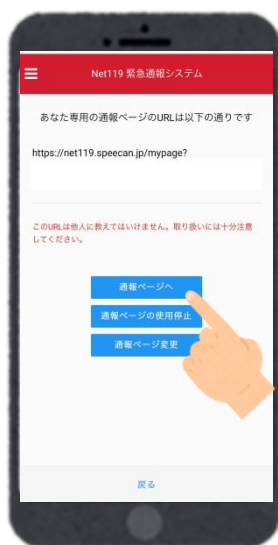 Net119 緊急通報システム
あなた専用の通報ページのURLは以下の通りです
https://net119.speecan.jp/mypage?
このURLは他人に教えてはいけません。取り扱いには十分注意
してください。
通報ページへ
通報ページの使用停止
通報ページ変更
戻る